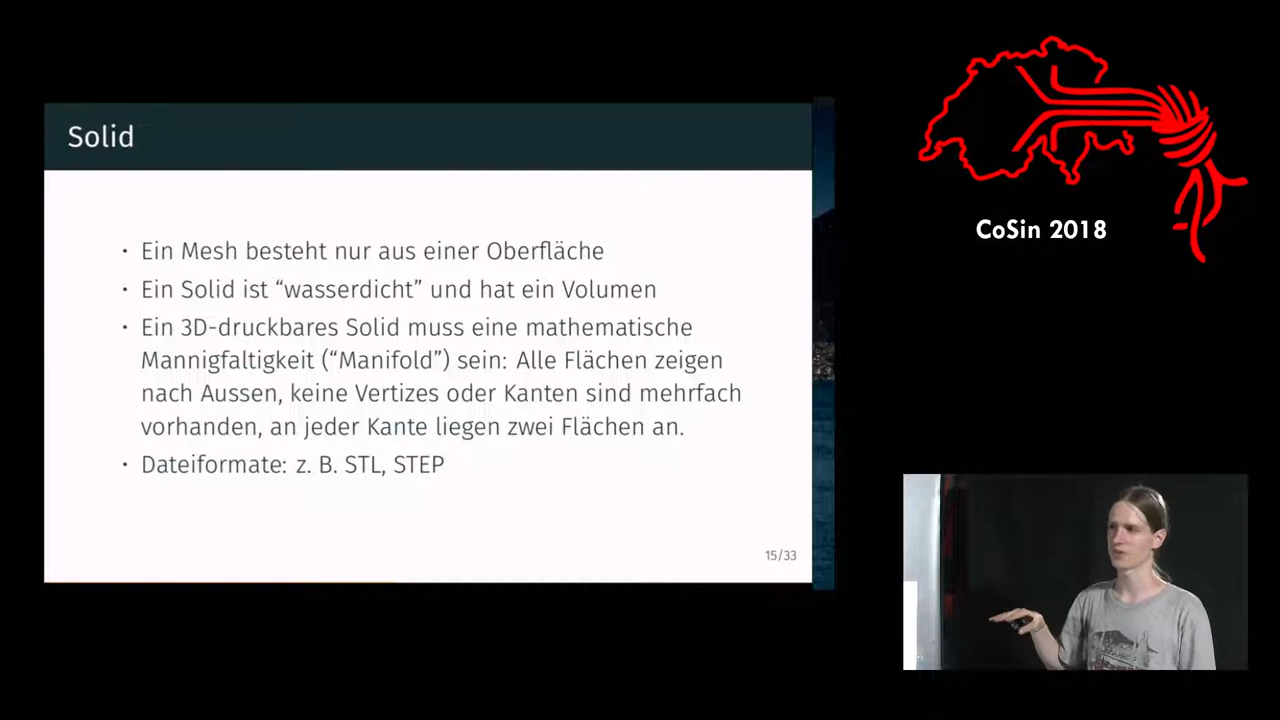 Solid
• Ein Mesh besteht nur aus einer Oberfläche
• Ein Solid ist “wasserdicht” und hat ein Volumen
• Ein 3D-druckbares Solid muss eine mathematische
Mannigfaltigkeit (“Manifold”) sein: Alle Flächen zeigen
nach Aussen, keine Vertizes oder Kanten sind mehrfach
vorhanden, an jeder Kante liegen zwei Flächen an.
• Dateiformate: z. B. STL, STEP
15/33
CoSin 2018